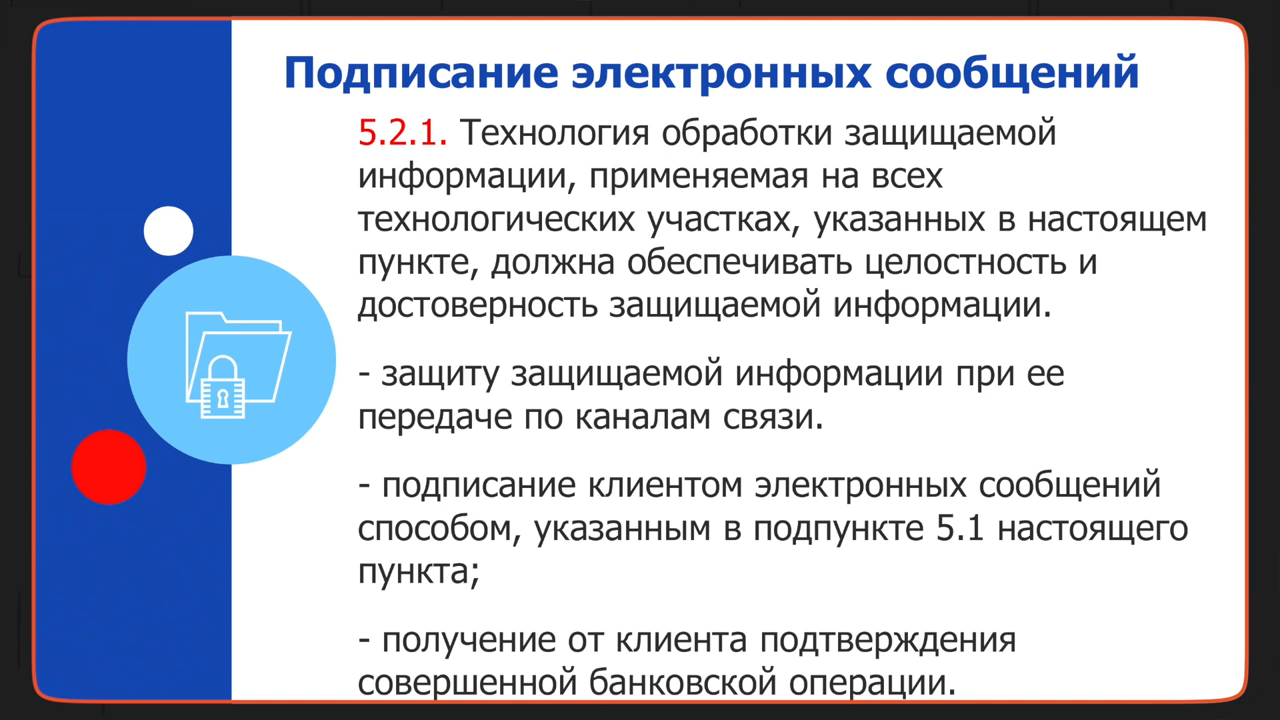 Подписание электронных сообщений
5.2.1. Технология обработки защищаемой
информации, применяемая на всех
технологических участках, указанных в настоящем
пункте, должна обеспечивать целостность и
достоверность защищаемой информации.
- защиту защищаемой информации при ее
передаче по каналам связи.
- подписание клиентом электронных сообщений
способом, указанным в подпункте 5.1 настоящего
пункта;
- получение от клиента подтверждения
совершенной банковской операции.